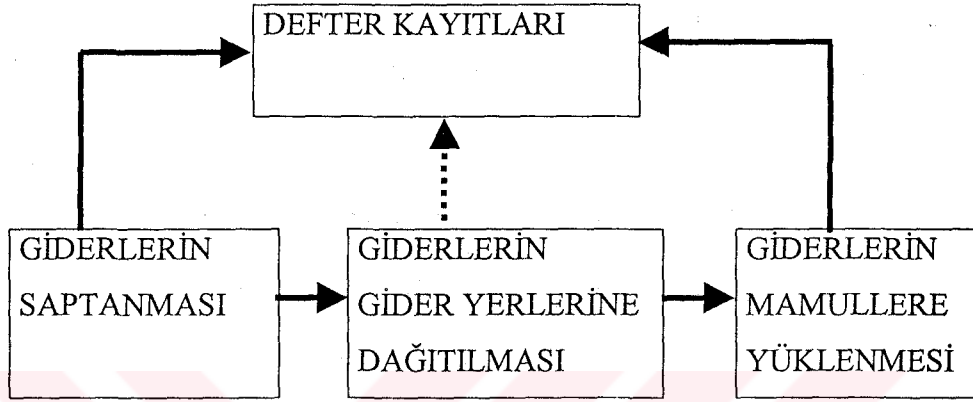 DEFTER KAYITLARI
GİDERLERİN
SAPTANMASI
GİDERLERİN
GİDER YERLERİNE
DAĞITILMASI
GİDERLERİN
MAMULLERE
YÜKLENMESİ